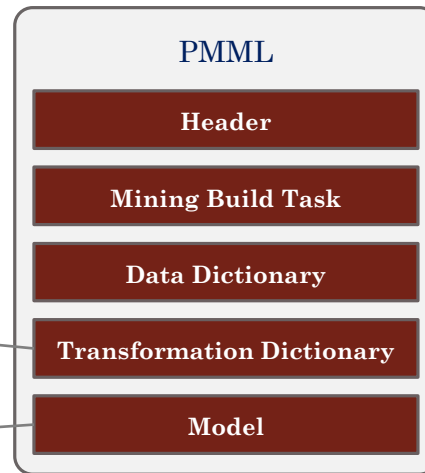 PMML
Header
Mining Build Task
Data Dictionary
Transformation Dictionary
Model